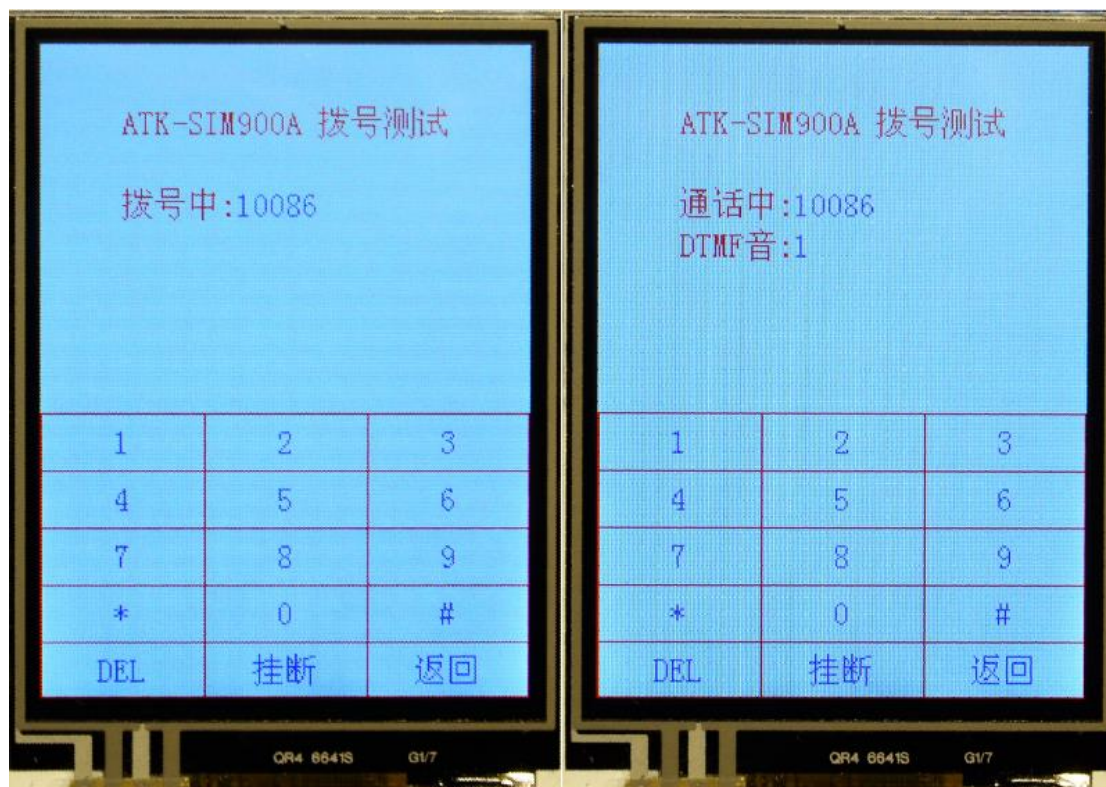 ATK-SIM900A 拨号测试
拨号中:10086
1 2 3
4 5 6
7 8 9
* 0 #
DEL 挂断 返回
QR4 6641S G1/7
ATK-SIM900A 拨号测试
通话中:10086
DTMF音:1
1 2 3
4 5 6
7 8 9
* 0 #
DEL 挂断 返回
QR4 6641S G1/7